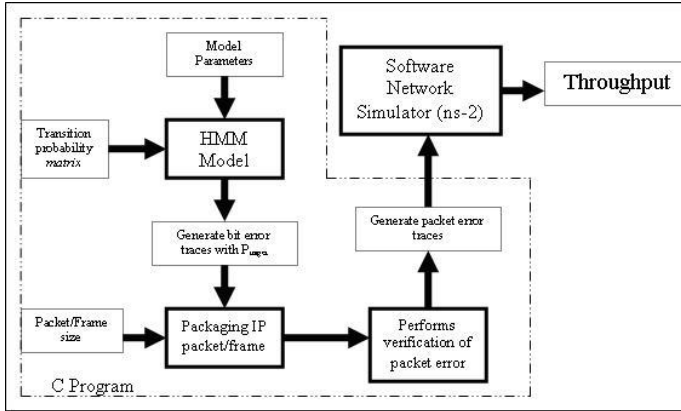 Model
Parameters
Software
Network
Simulator (ns-2)
Throughput
Transition
probability
matrix
HMM
Model
Generate bit error
traces with P
Generate packet error
traces
Packet/Frame
size
Packaging IP
packet/frame
Performs
verification of
packet error
C Program